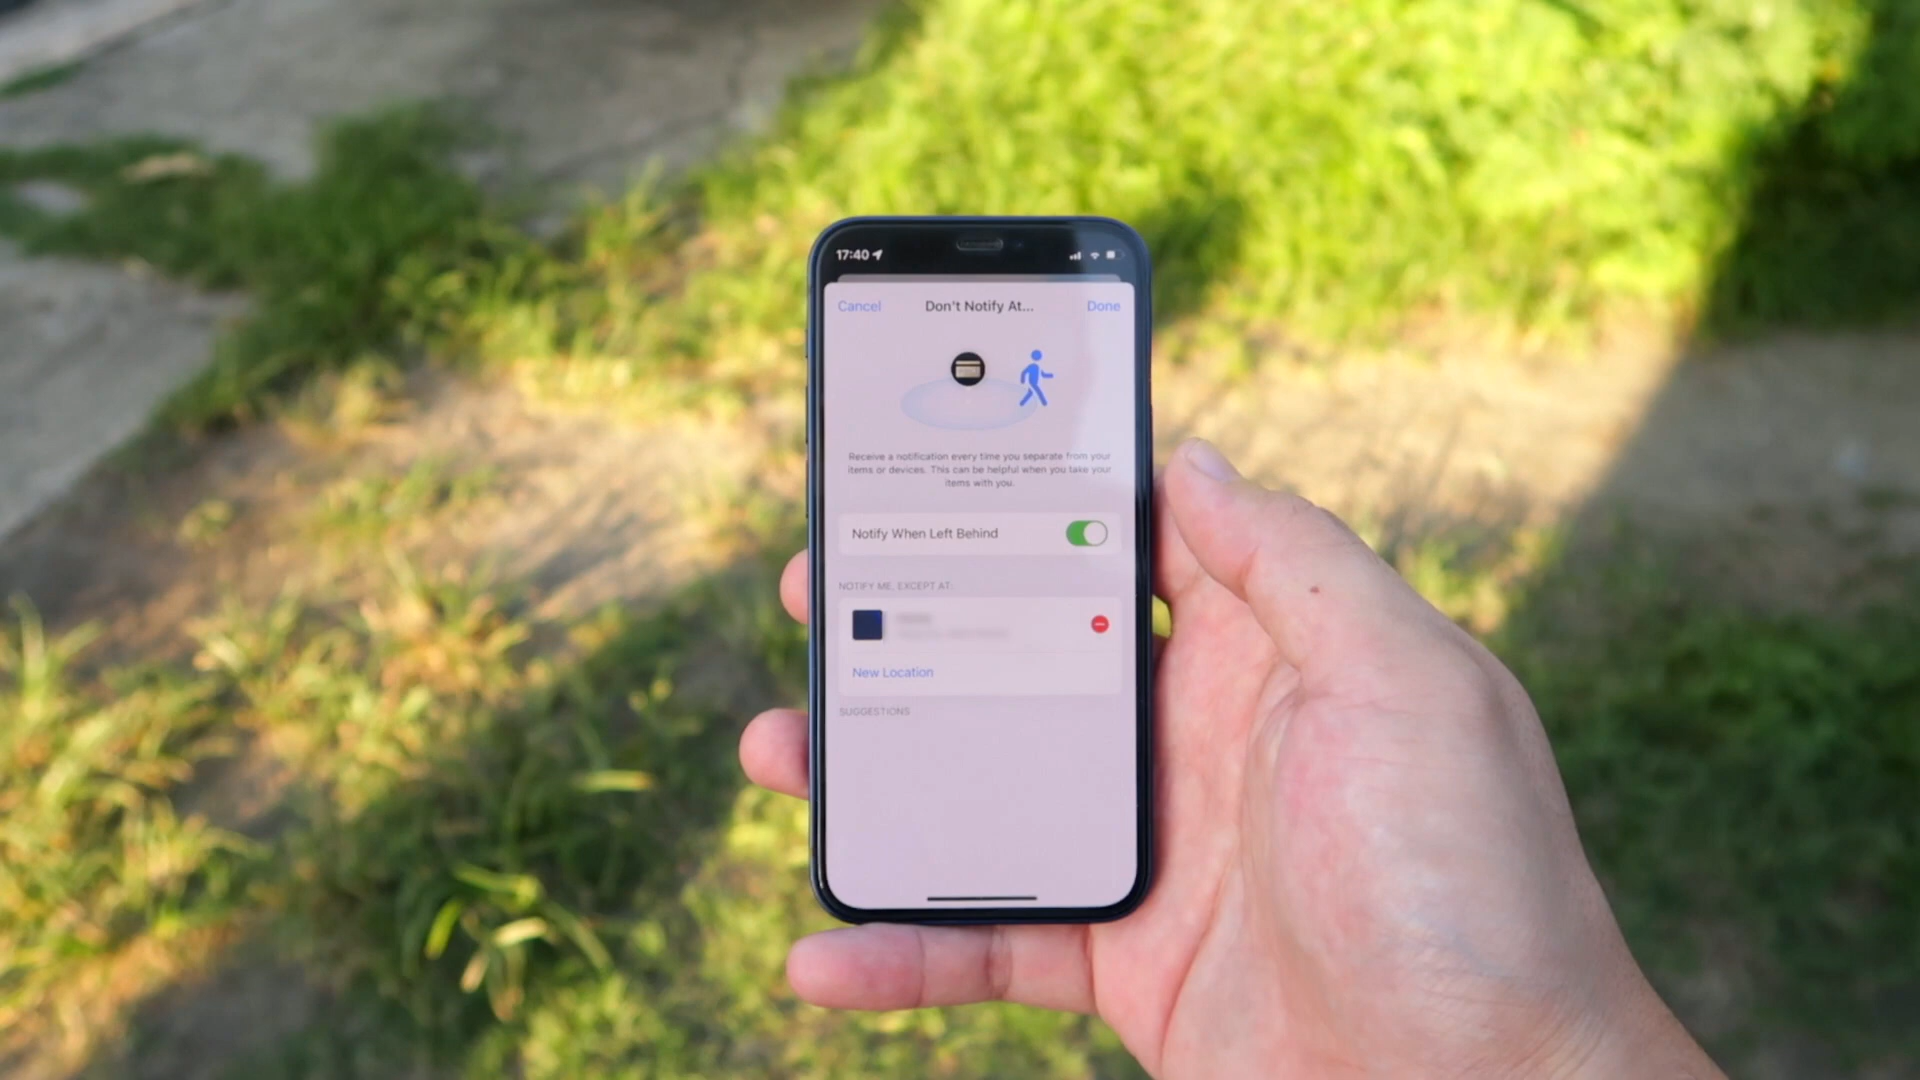 17:40
Cancel Don't Notify At... Done
Receive a notification every time you separate from your
items or devices. This can be helpful when you take your
items with you.
Notify When Left Behind
NOTIFY ME, EXCEPT AT:
New Location
SUGGESTIONS